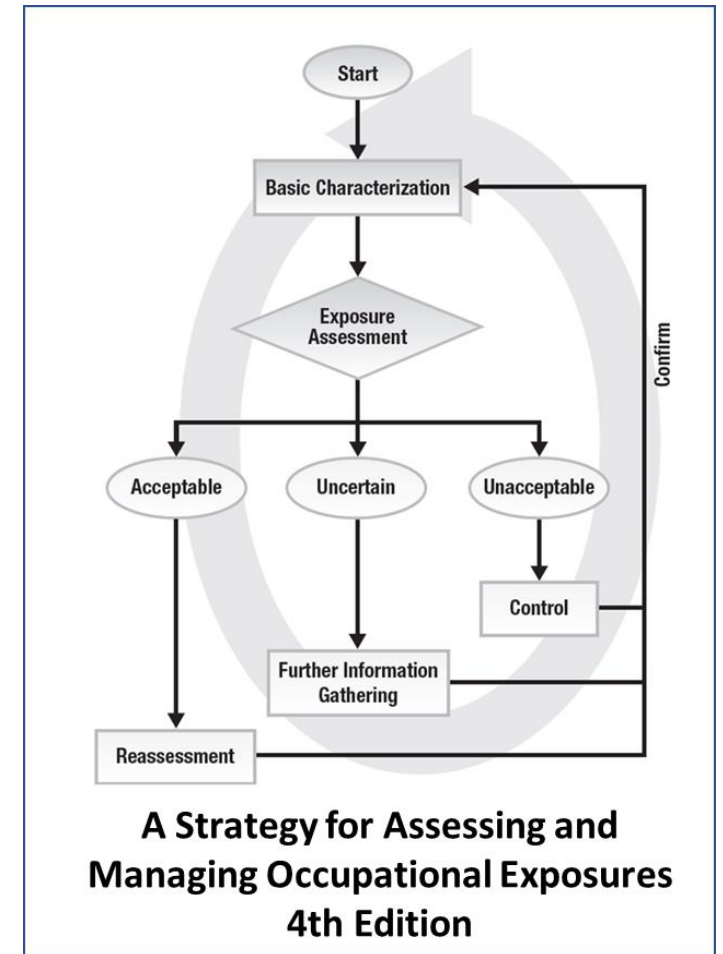 Start
Basic Characterization
Exposure
Assessment
Confirm
Acceptable
Uncertain
Unacceptable
Control
Further Information
Gathering
Reassessment
A Strategy for Assessing and
Managing Occupational Exposures
4th Edition